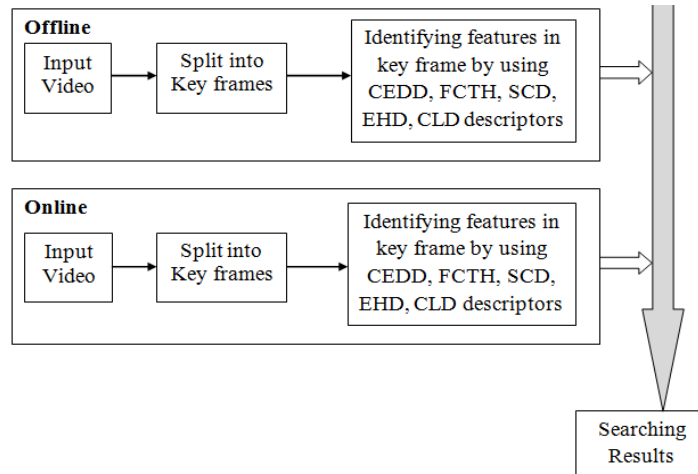 Offline
Input
Video
Split into
Key frames
Identifying features in
key frame by using
CEDD, FCTH, SCD,
EHD, CLD descriptors
Online
Input
Video
Split into
Key frames
Identifying features in
key frame by using
CEDD, FCTH, SCD,
EHD, CLD descriptors
Searching
Results